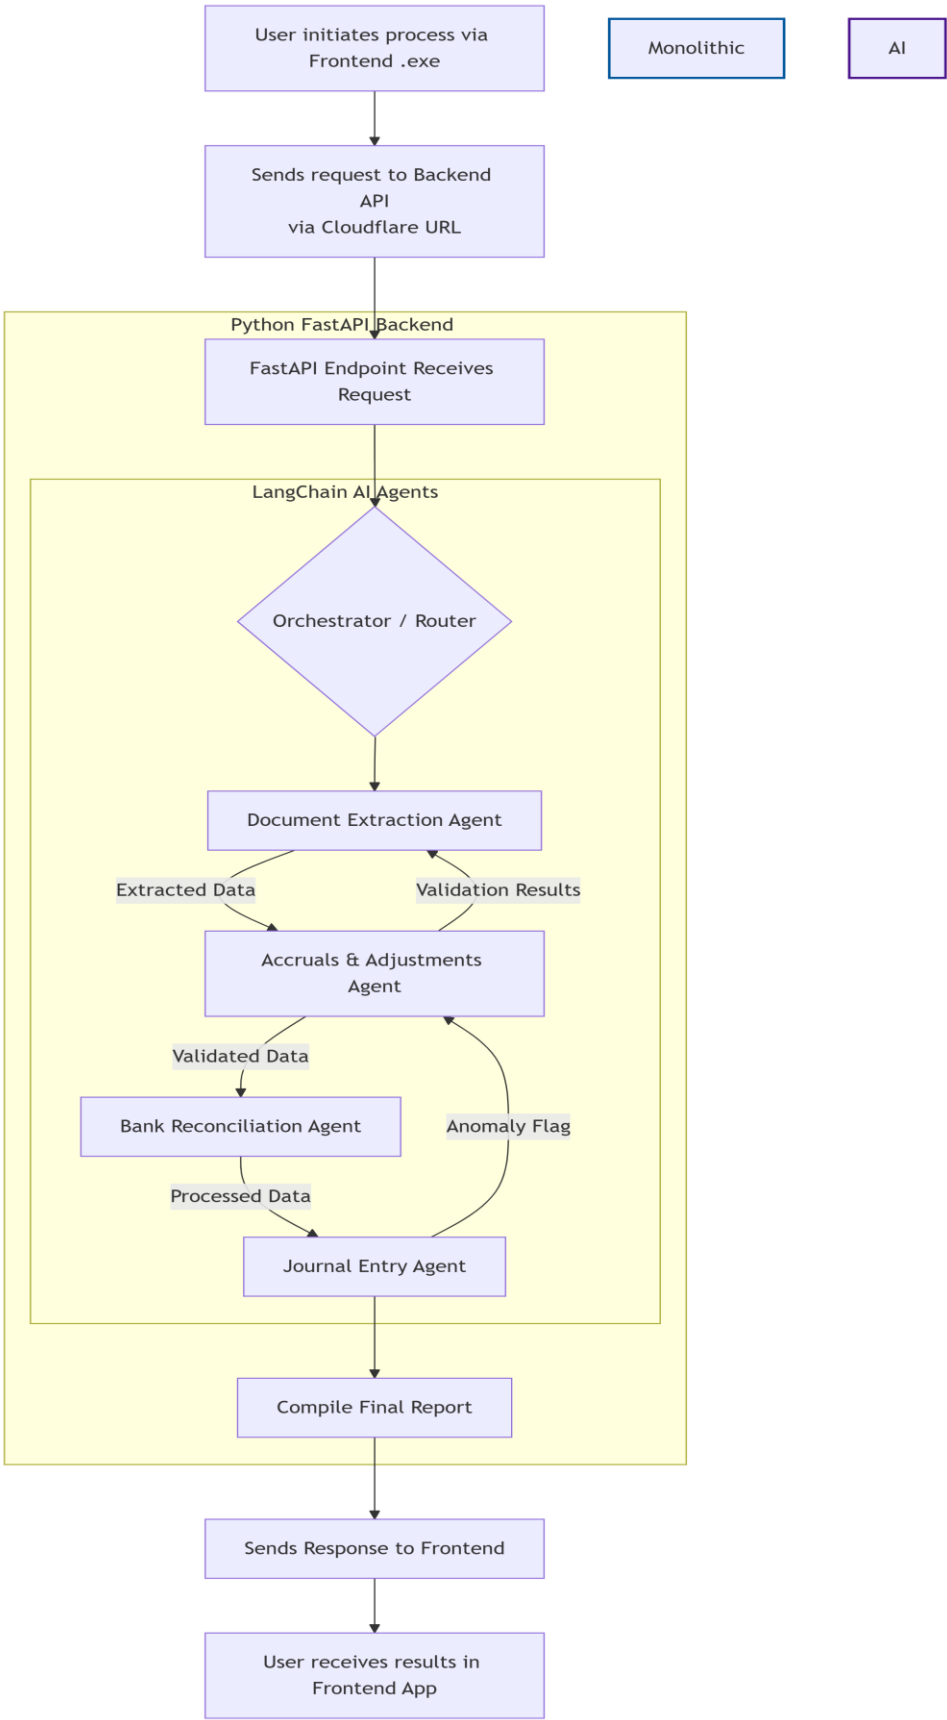 User initiates process via
Frontend .exe
Monolithic
AI
Sends request to Backend
API
via Cloudflare URL
Python FastAPI Backend
FastAPI Endpoint Receives
Request
LangChain AI Agents
Orchestrator / Router
Document Extraction Agent
Extracted Data
Validation Results
Accruals & Adjustments
Agent
Validated Data
Bank Reconciliation Agent
Anomaly Flag
Processed Data
Journal Entry Agent
Compile Final Report
Sends Response to Frontend
User receives results in
Frontend App